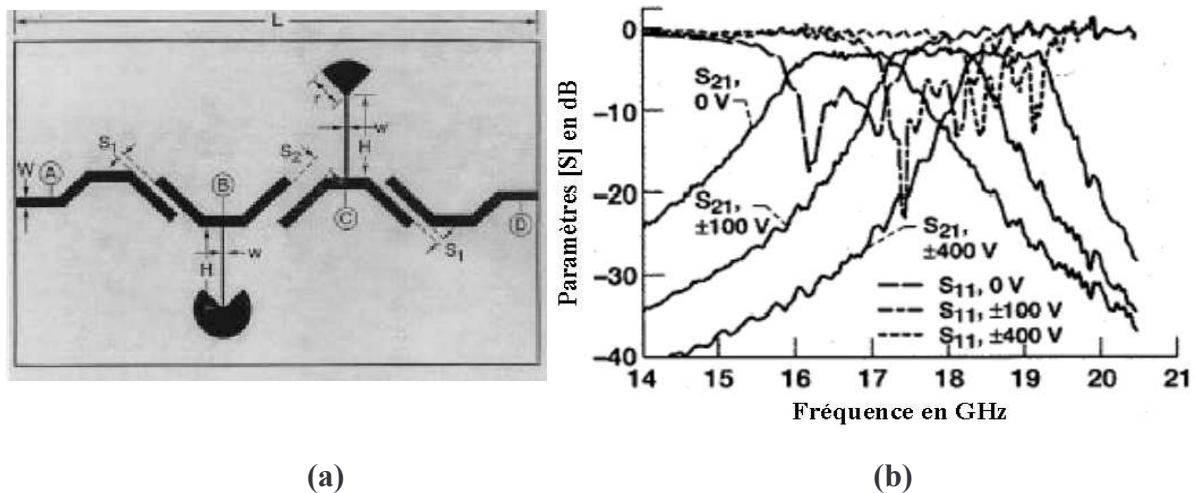 L
W
A
S1
B
H
w
S2
r
w
H
C
S1
D
(a)
Paramètres [S] en dB
0
−10
−20
−30
−40
S21,
0 V
S21,
±100 V
S21,
±400 V
S11, 0 V
S11, ±100 V
S11, ±400 V
14 15 16 17 18 19 20 21
Fréquence en GHz
(b)